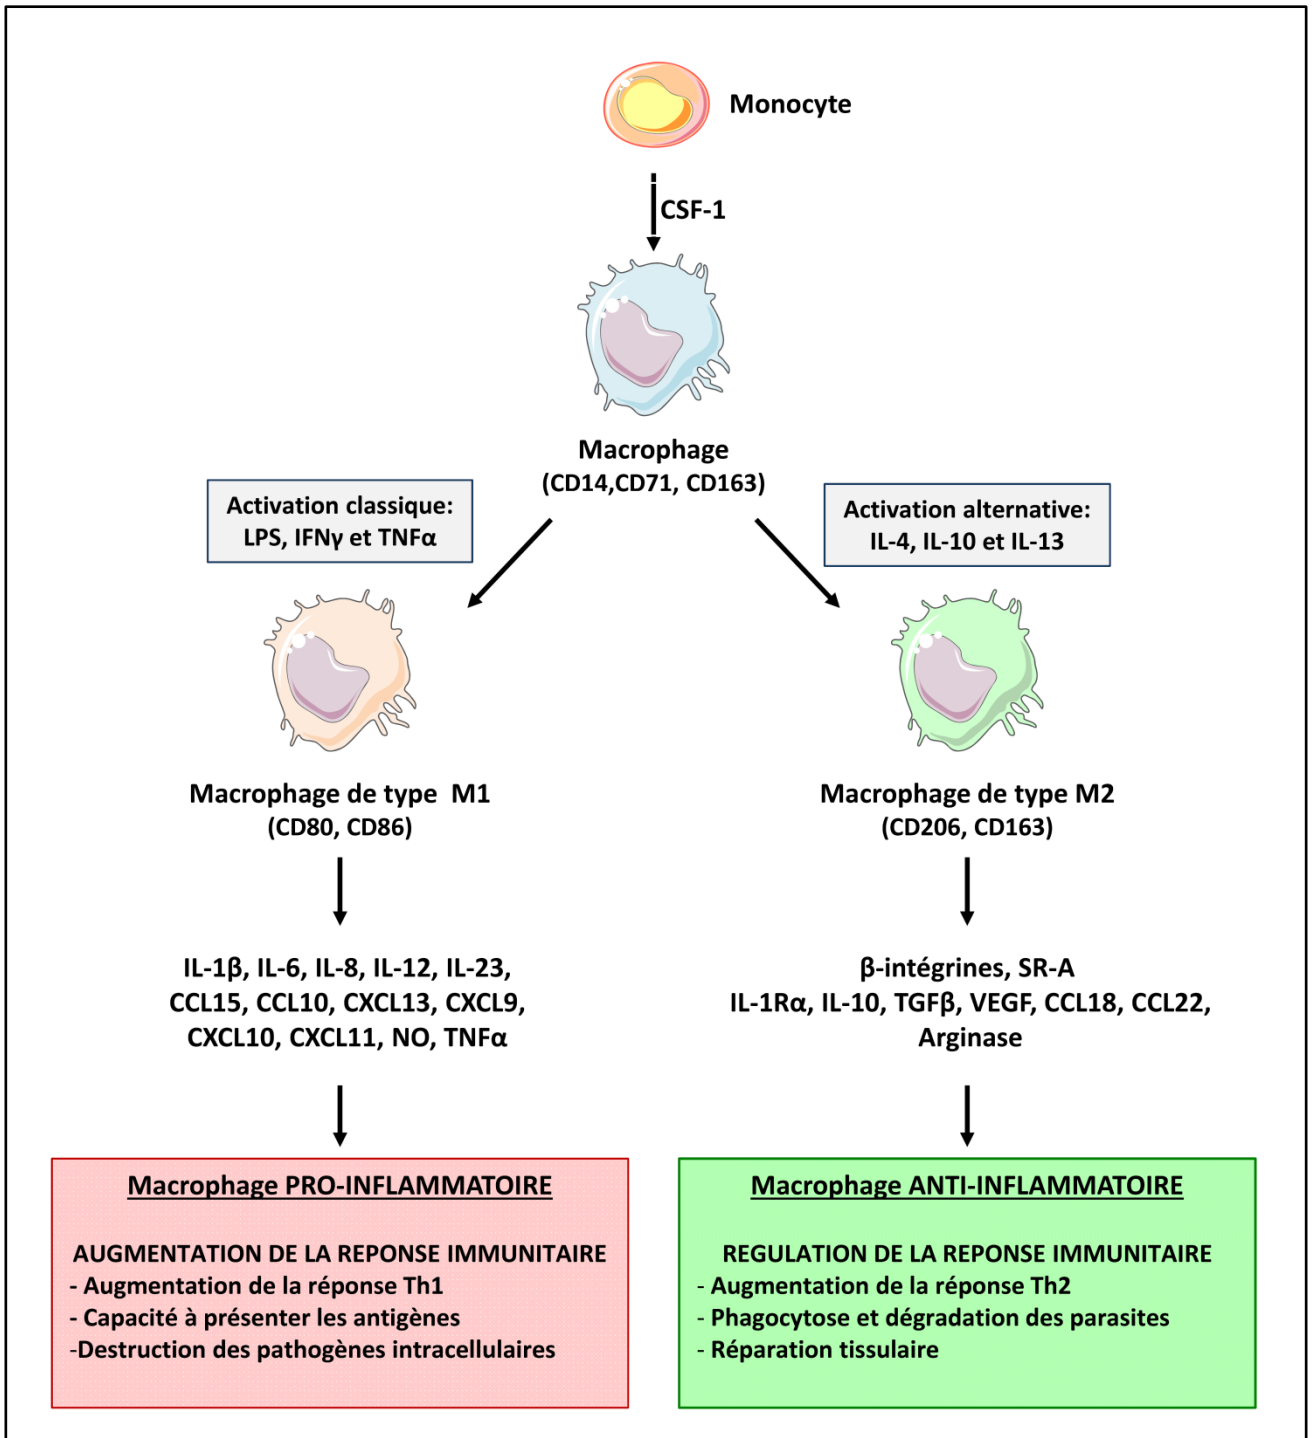 Monocyte
CSF-1
Macrophage
(CD14,CD71, CD163)
Activation classique:
LPS, IFNγ et TNFα
Activation alternative:
IL-4, IL-10 et IL-13
Macrophage de type  M1
(CD80, CD86)
Macrophage de type M2
(CD206, CD163)
IL-1β, IL-6, IL-8, IL-12, IL-23,
CCL15, CCL10, CXCL13, CXCL9,
CXCL10, CXCL11, NO, TNFα
β-intégrines, SR-A
IL-1Rα, IL-10, TGFβ, VEGF, CCL18, CCL22,
Arginase
Macrophage PRO-INFLAMMATOIRE
AUGMENTATION DE LA REPONSE IMMUNITAIRE
- Augmentation de la réponse Th1
- Capacité à présenter les antigènes
-Destruction des pathogènes intracellulaires
Macrophage ANTI-INFLAMMATOIRE
REGULATION DE LA REPONSE IMMUNITAIRE
- Augmentation de la réponse Th2
- Phagocytose et dégradation des parasites
- Réparation tissulaire